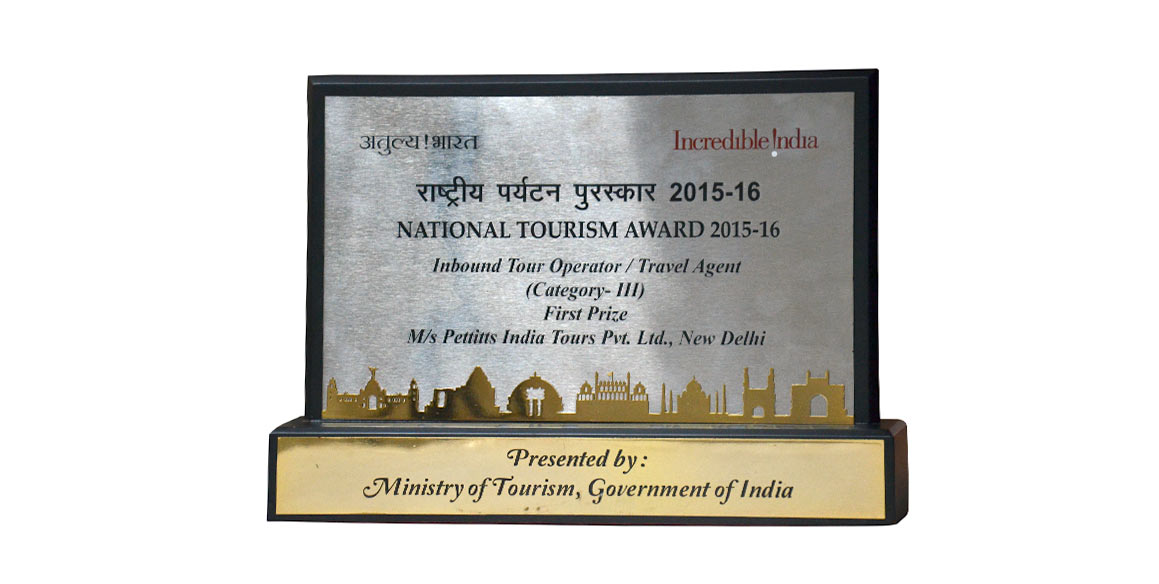 अतुल्य!भारत
Incredible!ndia
राष्ट्रीय पर्यटन पुरस्कार 2015-16
NATIONAL TOURISM AWARD 2015-16
Inbound Tour Operator / Travel Agent
(Category- III)
First Prize
M/s Pettitts India Tours Pvt. Ltd., New Delhi
Presented by :
Ministry of Tourism, Government of India